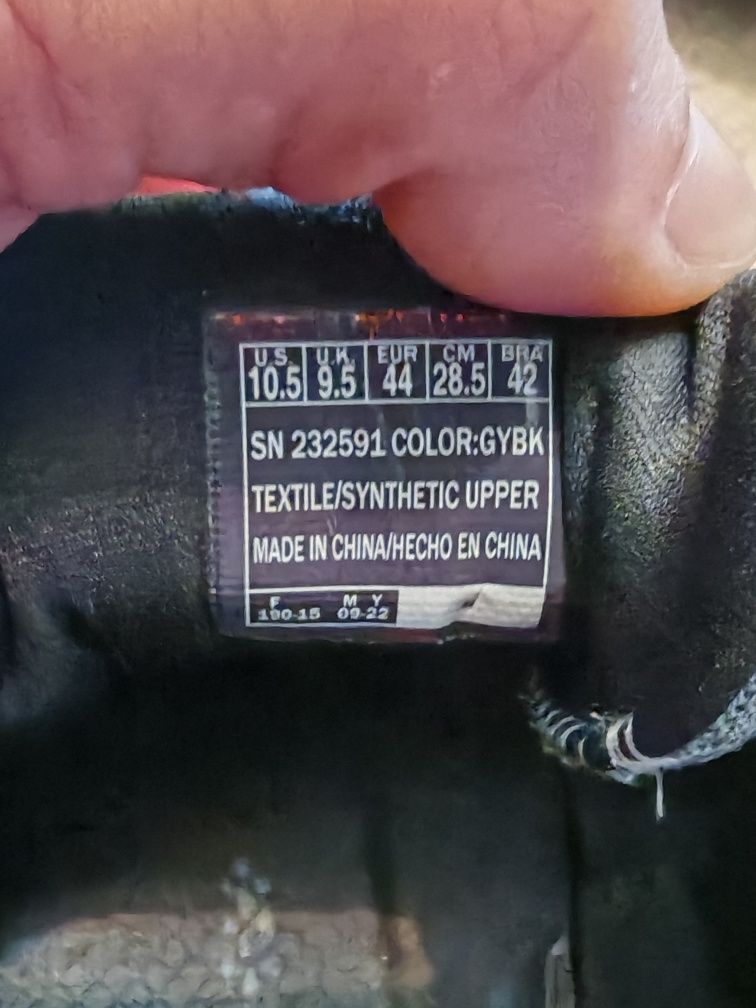 U.S. U.K. EUR CM BRA
10.5 9.5 44 28.5 42
SN 232591 COLOR:GYBK
TEXTILE/SYNTHETIC UPPER
MADE IN CHINA/HECHO EN CHINA
F M Y
190-15 09-22